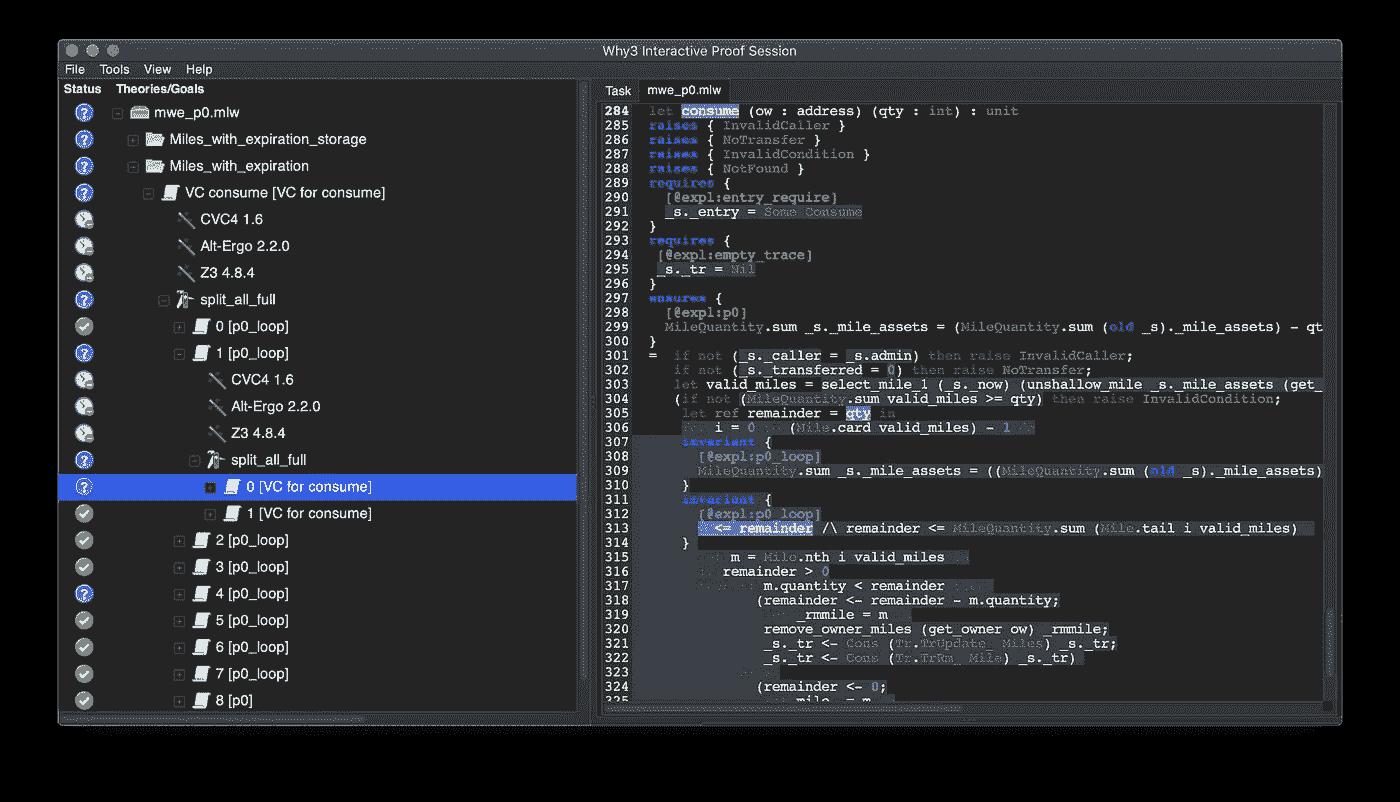 Why3 Interactive Proof Session
File Tools View Help
Status Theories/Goals
mwe_p0.mlw
Miles_with_expiration_storage
Miles_with_expiration
VC consume [VC for consume]
CVC4 1.6
Alt-Ergo 2.2.0
Z3 4.8.4
split_all_full
0 [p0_loop]
1 [p0_loop]
CVC4 1.6
Alt-Ergo 2.2.0
Z3 4.8.4
split_all_full
0 [VC for consume]
1 [VC for consume]
2 [p0_loop]
3 [p0_loop]
4 [p0_loop]
5 [p0_loop]
6 [p0_loop]
7 [p0_loop]
8 [p0]
Task mwe_p0.mlw
284 let consume (ow : address) (qty : int) : unit
285 raises { InvalidCaller }
286 raises { NoTransfer }
287 raises { InvalidCondition }
288 raises { NotFound }
289 requires {
290 [@expl:entry_require]
291 _s._entry = Some Consume
292 }
293 requires {
294 [@expl:empty_trace]
295 _s._tr = Nil
296 }
297 ensures {
298 [@expl:p0]
299 MileQuantity.sum _s._mile_assets = (MileQuantity.sum (old _s)._mile_assets) - qt
300 }
301 = if not (_s._caller = _s.admin) then raise InvalidCaller;
302 if not (_s._transferred = 0) then raise NoTransfer;
303 let valid_miles = select_mile_1 (_s._now) (unshallow_mile _s._mile_assets (get_
304 (if not (MileQuantity.sum valid_miles >= qty) then raise InvalidCondition;
305 let ref remainder = qty in
306 i = 0 (Mile.card valid_miles) - 1
307 invariant {
308 [@expl:p0_loop]
309 MileQuantity.sum _s._mile_assets = ((MileQuantity.sum (old _s)._mile_assets)
310 }
311 invariant {
312 [@expl:p0_loop]
313 <= remainder /\ remainder <= MileQuantity.sum (Mile.tail i valid_miles)
314 }
315 m = Mile.nth i valid_miles
316 remainder > 0
317 m.quantity < remainder
318 (remainder <- remainder - m.quantity;
319 _rmmile = m
320 remove_owner_miles (get_owner ow) _rmmile;
321 _s._tr <- Cons (Tr.TrUpdate_ Miles) _s._tr;
322 _s._tr <- Cons (Tr.TrRm_ Mile) _s._tr)
323
324 (remainder <- 0;
325 mile = m